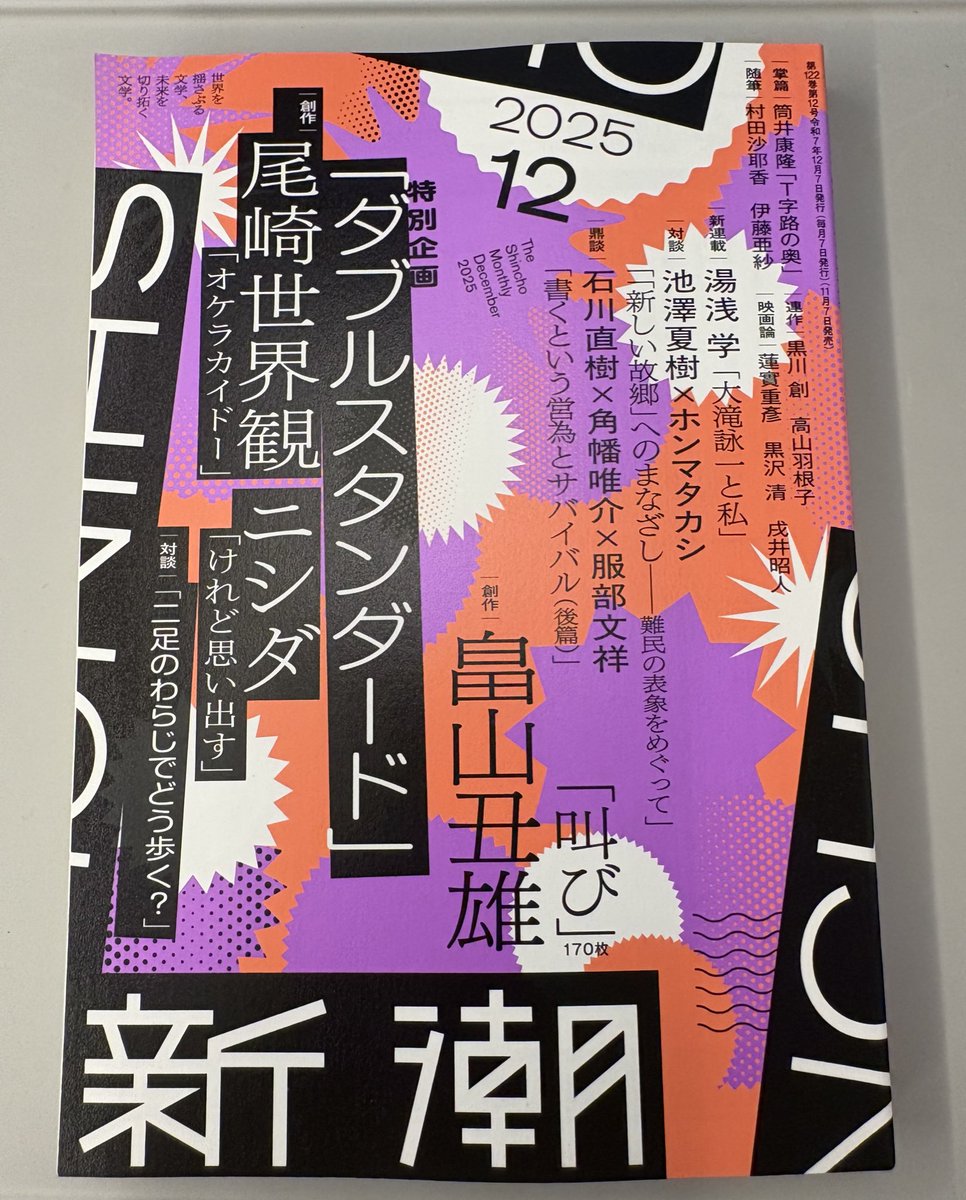 第122巻第12号令和7年12月7日発行(毎月7日発行)(11月7日発売)
掌篇 筒井康隆「T字路の奥」
随筆 村田沙耶香 伊藤亜紗
連作 黒川 創 高山羽根子
映画論 蓮實重彦 黒沢 清 戌井昭人
新連載 湯浅 学「大滝詠一と私」
対談 池澤夏樹×ホンマタカシ
「「新しい故郷」へのまなざし――難民の表象をめぐって」
鼎談 石川直樹×角幡唯介×服部文祥
「書くという営為とサバイバル(後篇)」
2025
12
The Shincho Monthly
December 2025
創作
畠山丑雄
「叫び」
170枚
特別企画
「ダブルスタンダード」
創作
尾崎世界観
「オケラカイドー」
ニシダ
「けれど思い出す」
対談「二足のわらじでどう歩く?」
世界を
揺さぶる
文学、
未来を
切り拓く
文学。
新潮